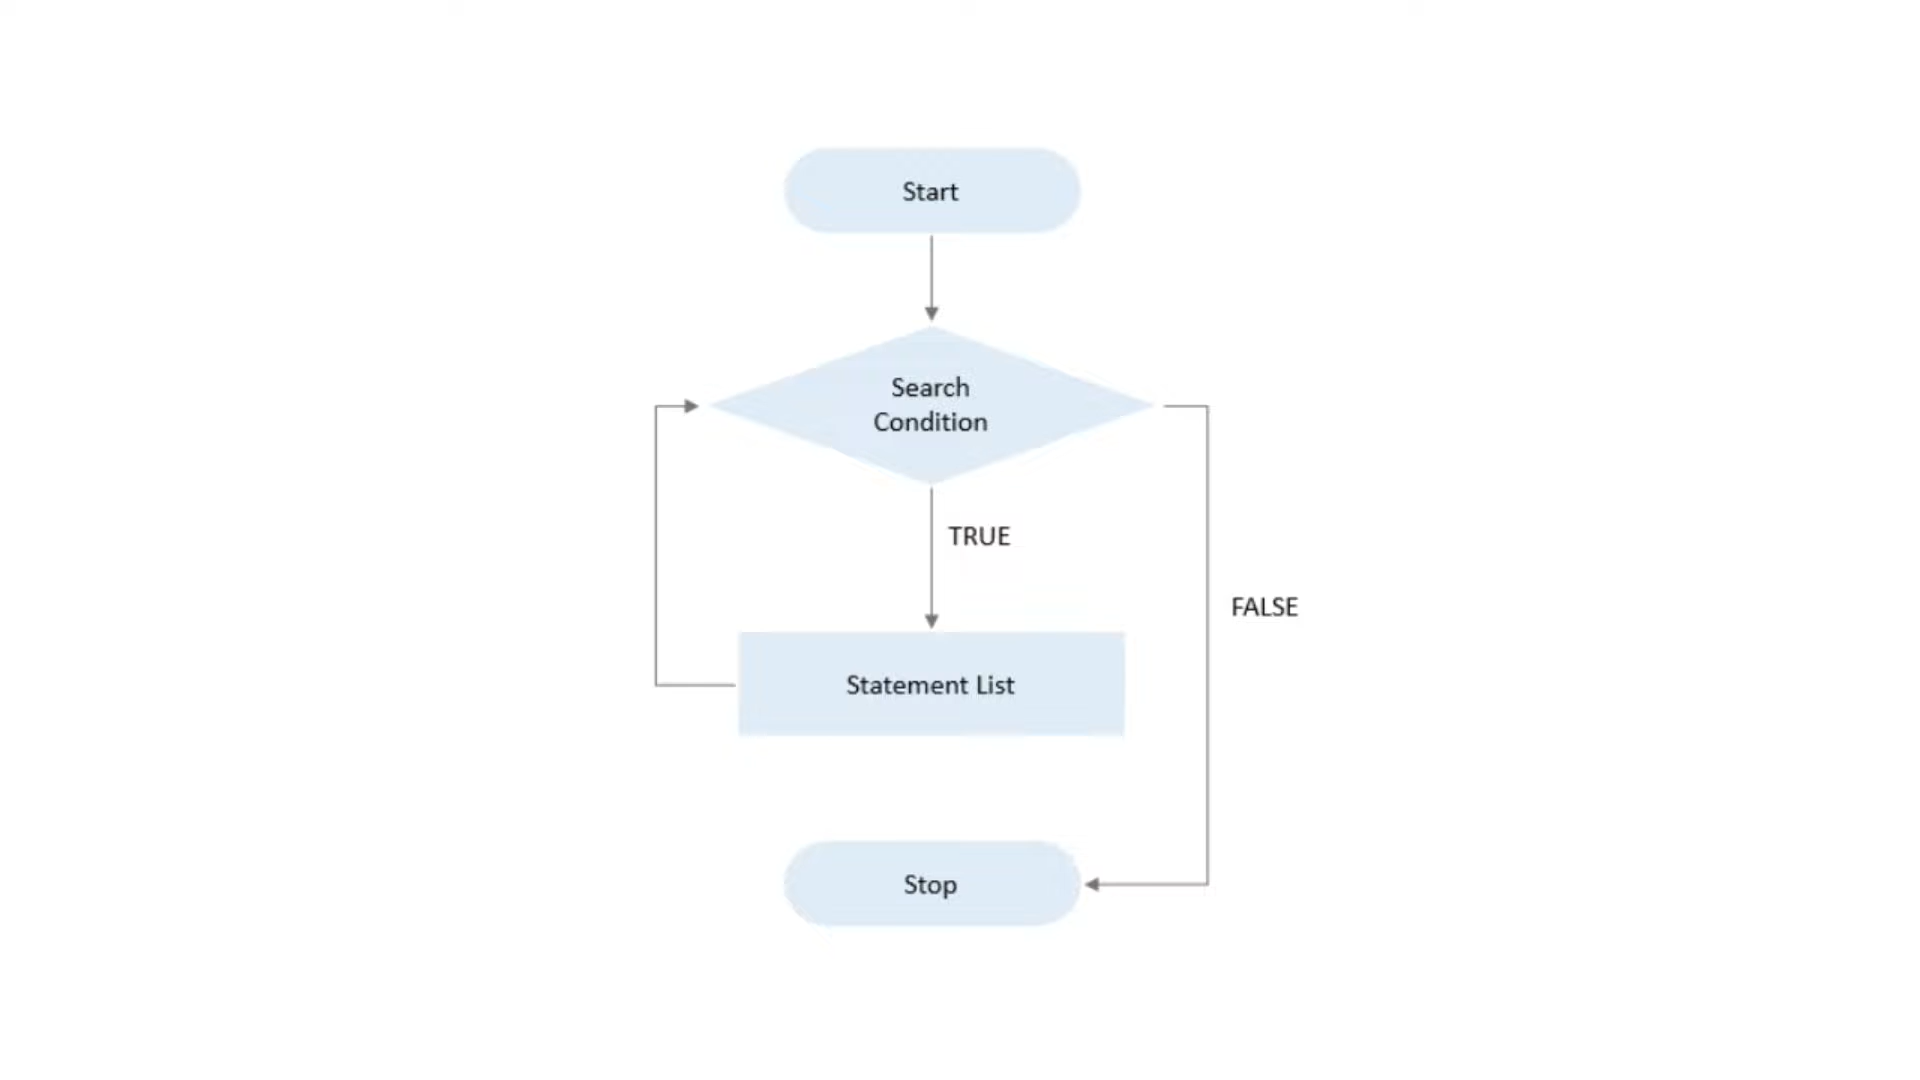 Start
Search
Condition
TRUE
FALSE
Statement List
Stop